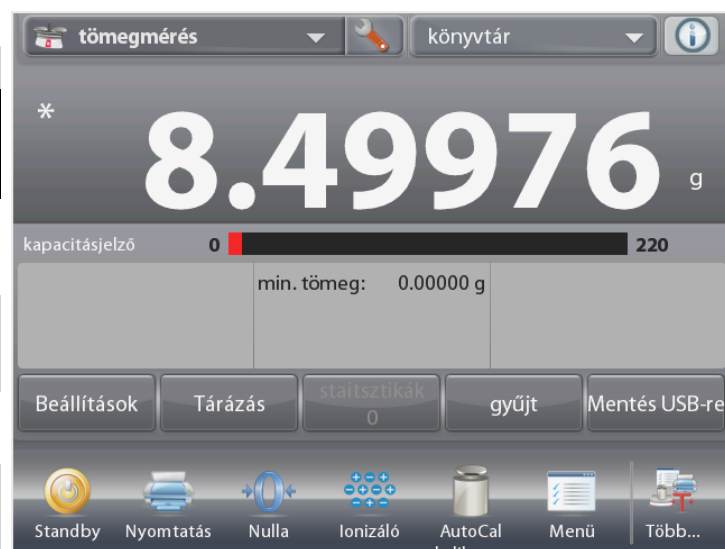 tömegmérés könyvtár
*
8.49976 g
kapacitásjelző 0 220
min. tömeg: 0.00000 g
Beállítások Tárázás staitsztikák gyűjt Mentés USB-re
0
Standby Nyomtatás Nulla Ionizáló AutoCal Menü Több...